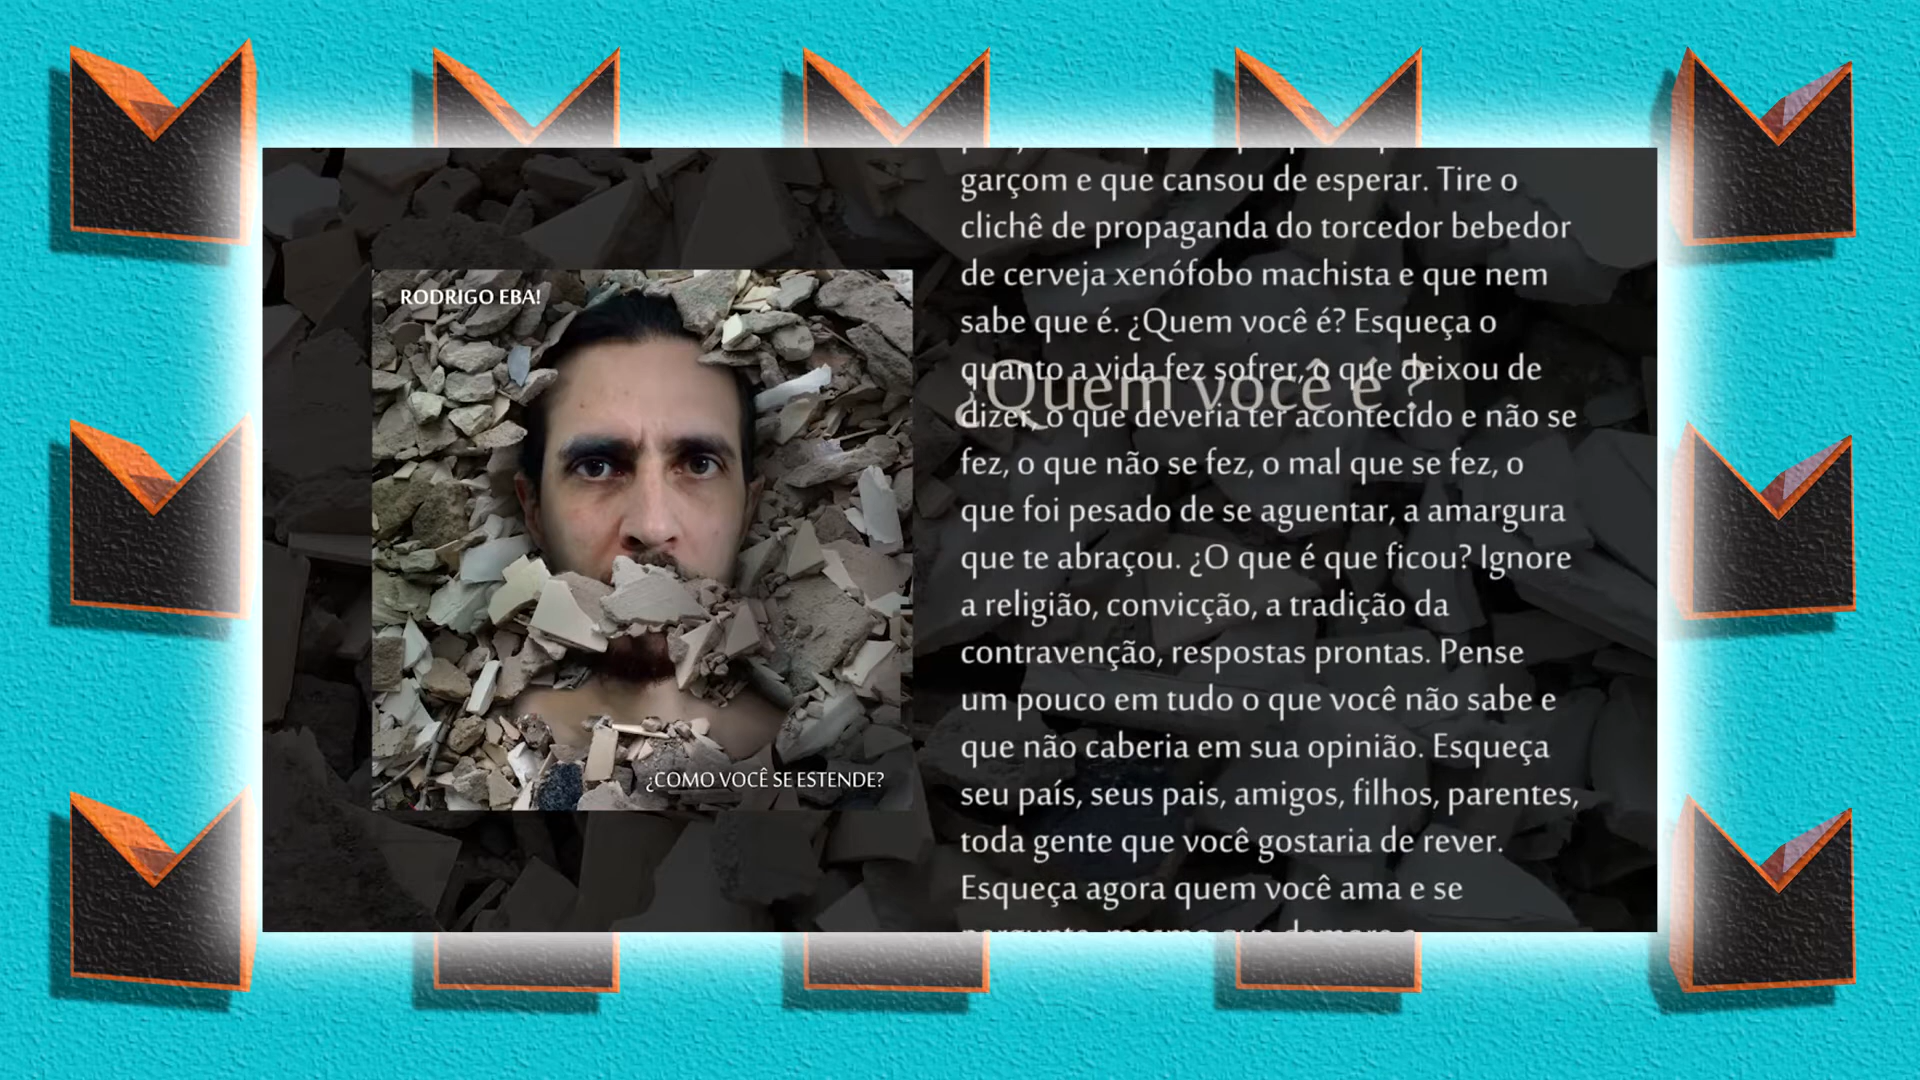 RODRIGO EBA!
¿COMO VOCÊ SE ESTENDE?
¿Quem você é ?
garçom e que cansou de esperar. Tire o
clichê de propaganda do torcedor bebedor
de cerveja xenófobo machista e que nem
sabe que é. ¿Quem você é? Esqueça o
quanto a vida fez sofrer, o que deixou de
dizer, o que deveria ter acontecido e não se
fez, o que não se fez, o mal que se fez, o
que foi pesado de se aguentar, a amargura
que te abraçou. ¿O que é que ficou? Ignore
a religião, convicção, a tradição da
contravenção, respostas prontas. Pense
um pouco em tudo o que você não sabe e
que não caberia em sua opinião. Esqueça
seu país, seus pais, amigos, filhos, parentes,
toda gente que você gostaria de rever.
Esqueça agora quem você ama e se